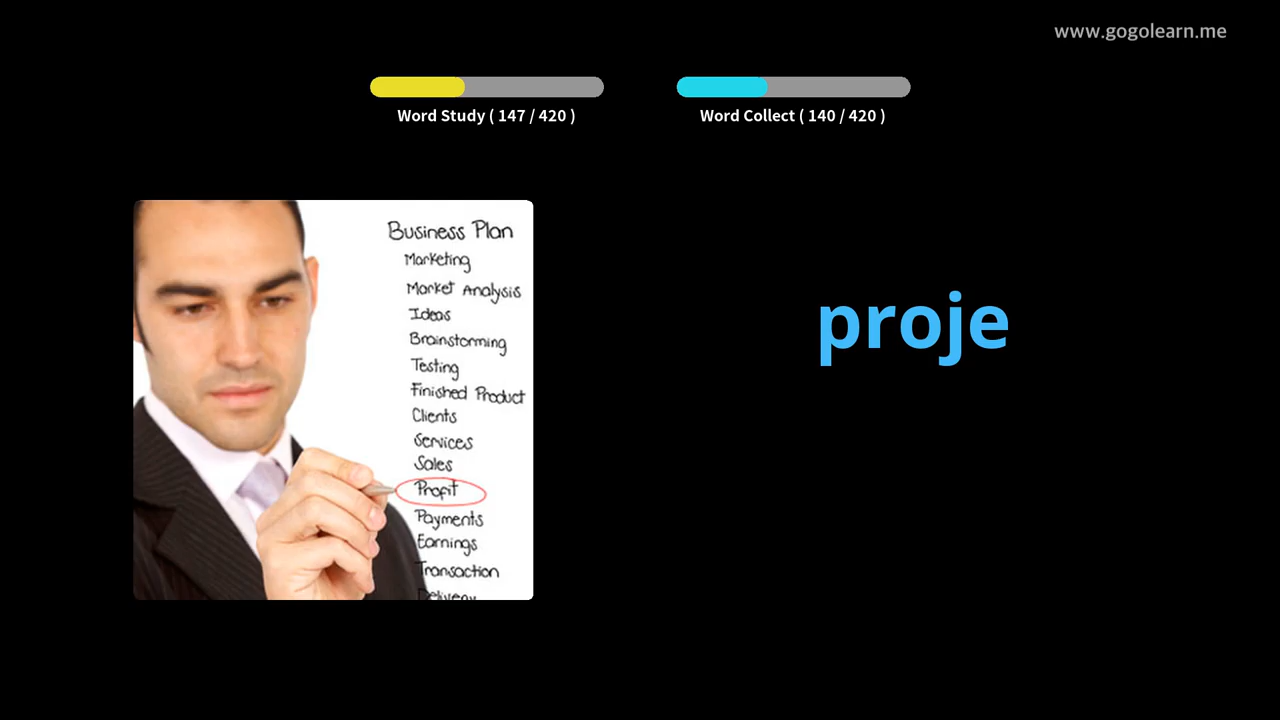 www.gogolearn.me
Word Study ( 147 / 420 )
Word Collect ( 140 / 420 )
Business Plan
Marketing
Market Analysis
Ideas
Brainstorming
Testing
Finished Product
Clients
Services
Sales
Profit
Payments
Earnings
Transaction
Delivery
proje